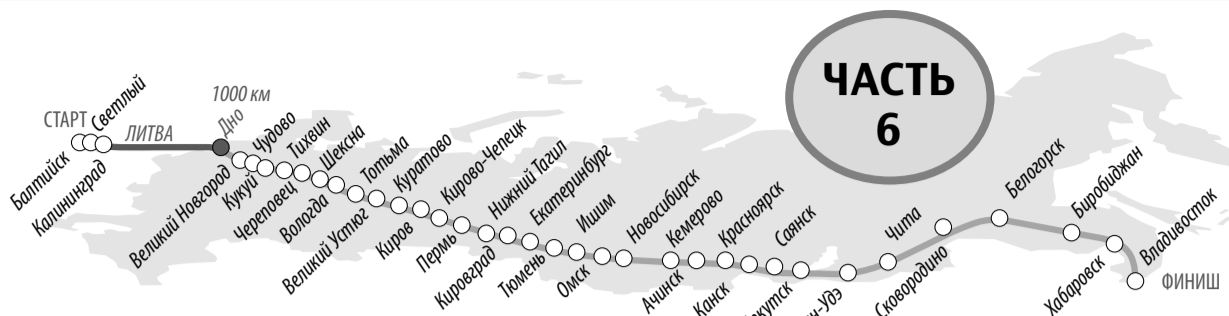 ЧАСТЬ
6
СТАРТ
Балтийск
Светлый
Калининград
ЛИТВА
1000 км
Дно
Великий Новгород
Чудово
Кукуй
Тихвин
Череповец
Шексна
Вологда
Тотьма
Великий Устюг
Куратово
Киров
Кирово-Чепецк
Пермь
Нижний Тагил
Кировград
Екатеринбург
Тюмень
Ишим
Омск
Новосибирск
Ачинск
Кемерово
Канск
Красноярск
Саянск
Чита
Сковородино
Белогорск
Биробиджан
Хабаровск
Владивосток
ФИНИШ